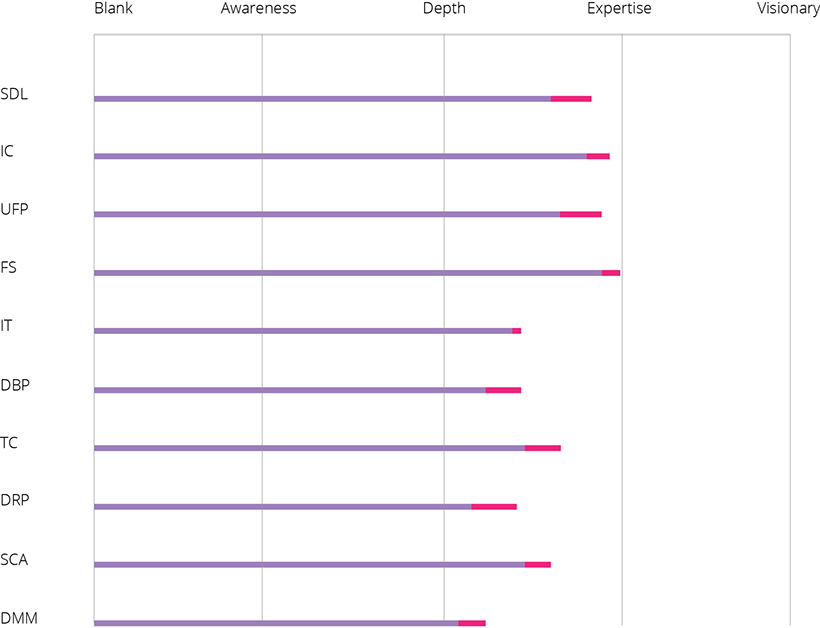 Blank Awareness Depth Expertise Visionary
SDL
IC
UFP
FS
IT
DBP
TC
DRP
SCA
DMM